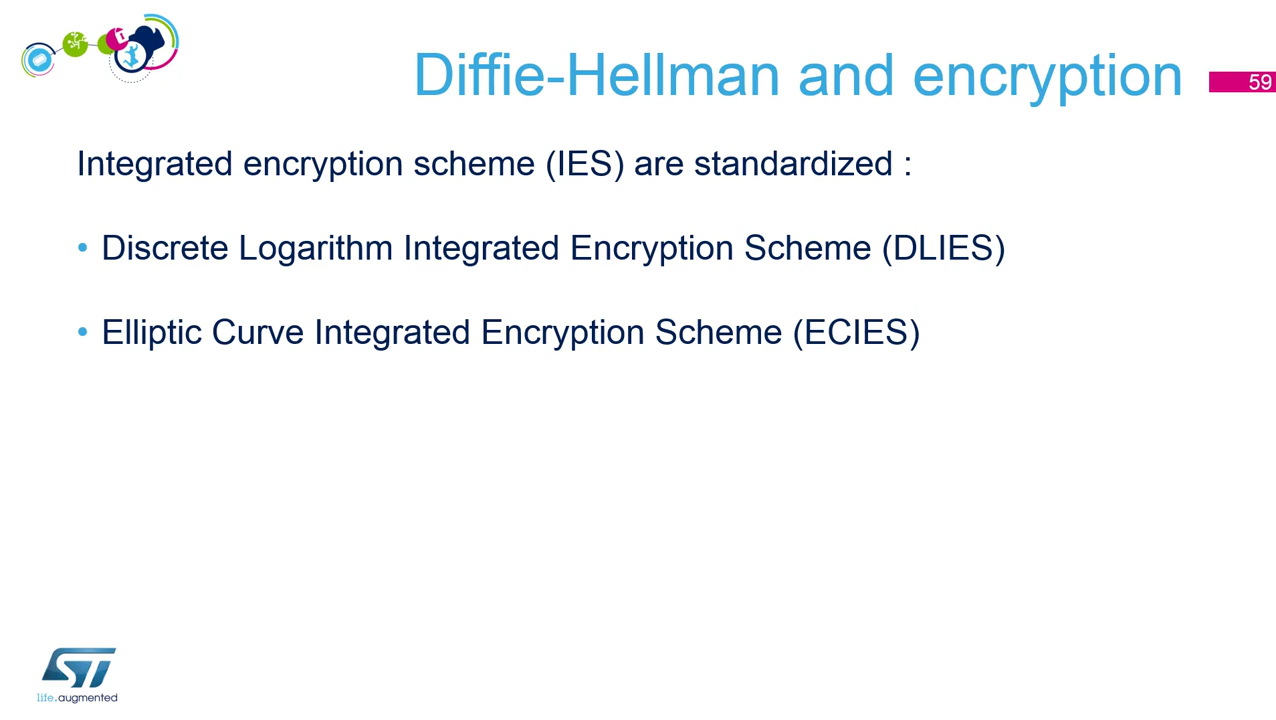 Diffie-Hellman and encryption
59
Integrated encryption scheme (IES) are standardized :
• Discrete Logarithm Integrated Encryption Scheme (DLIES)
• Elliptic Curve Integrated Encryption Scheme (ECIES)
ST
life.augmented